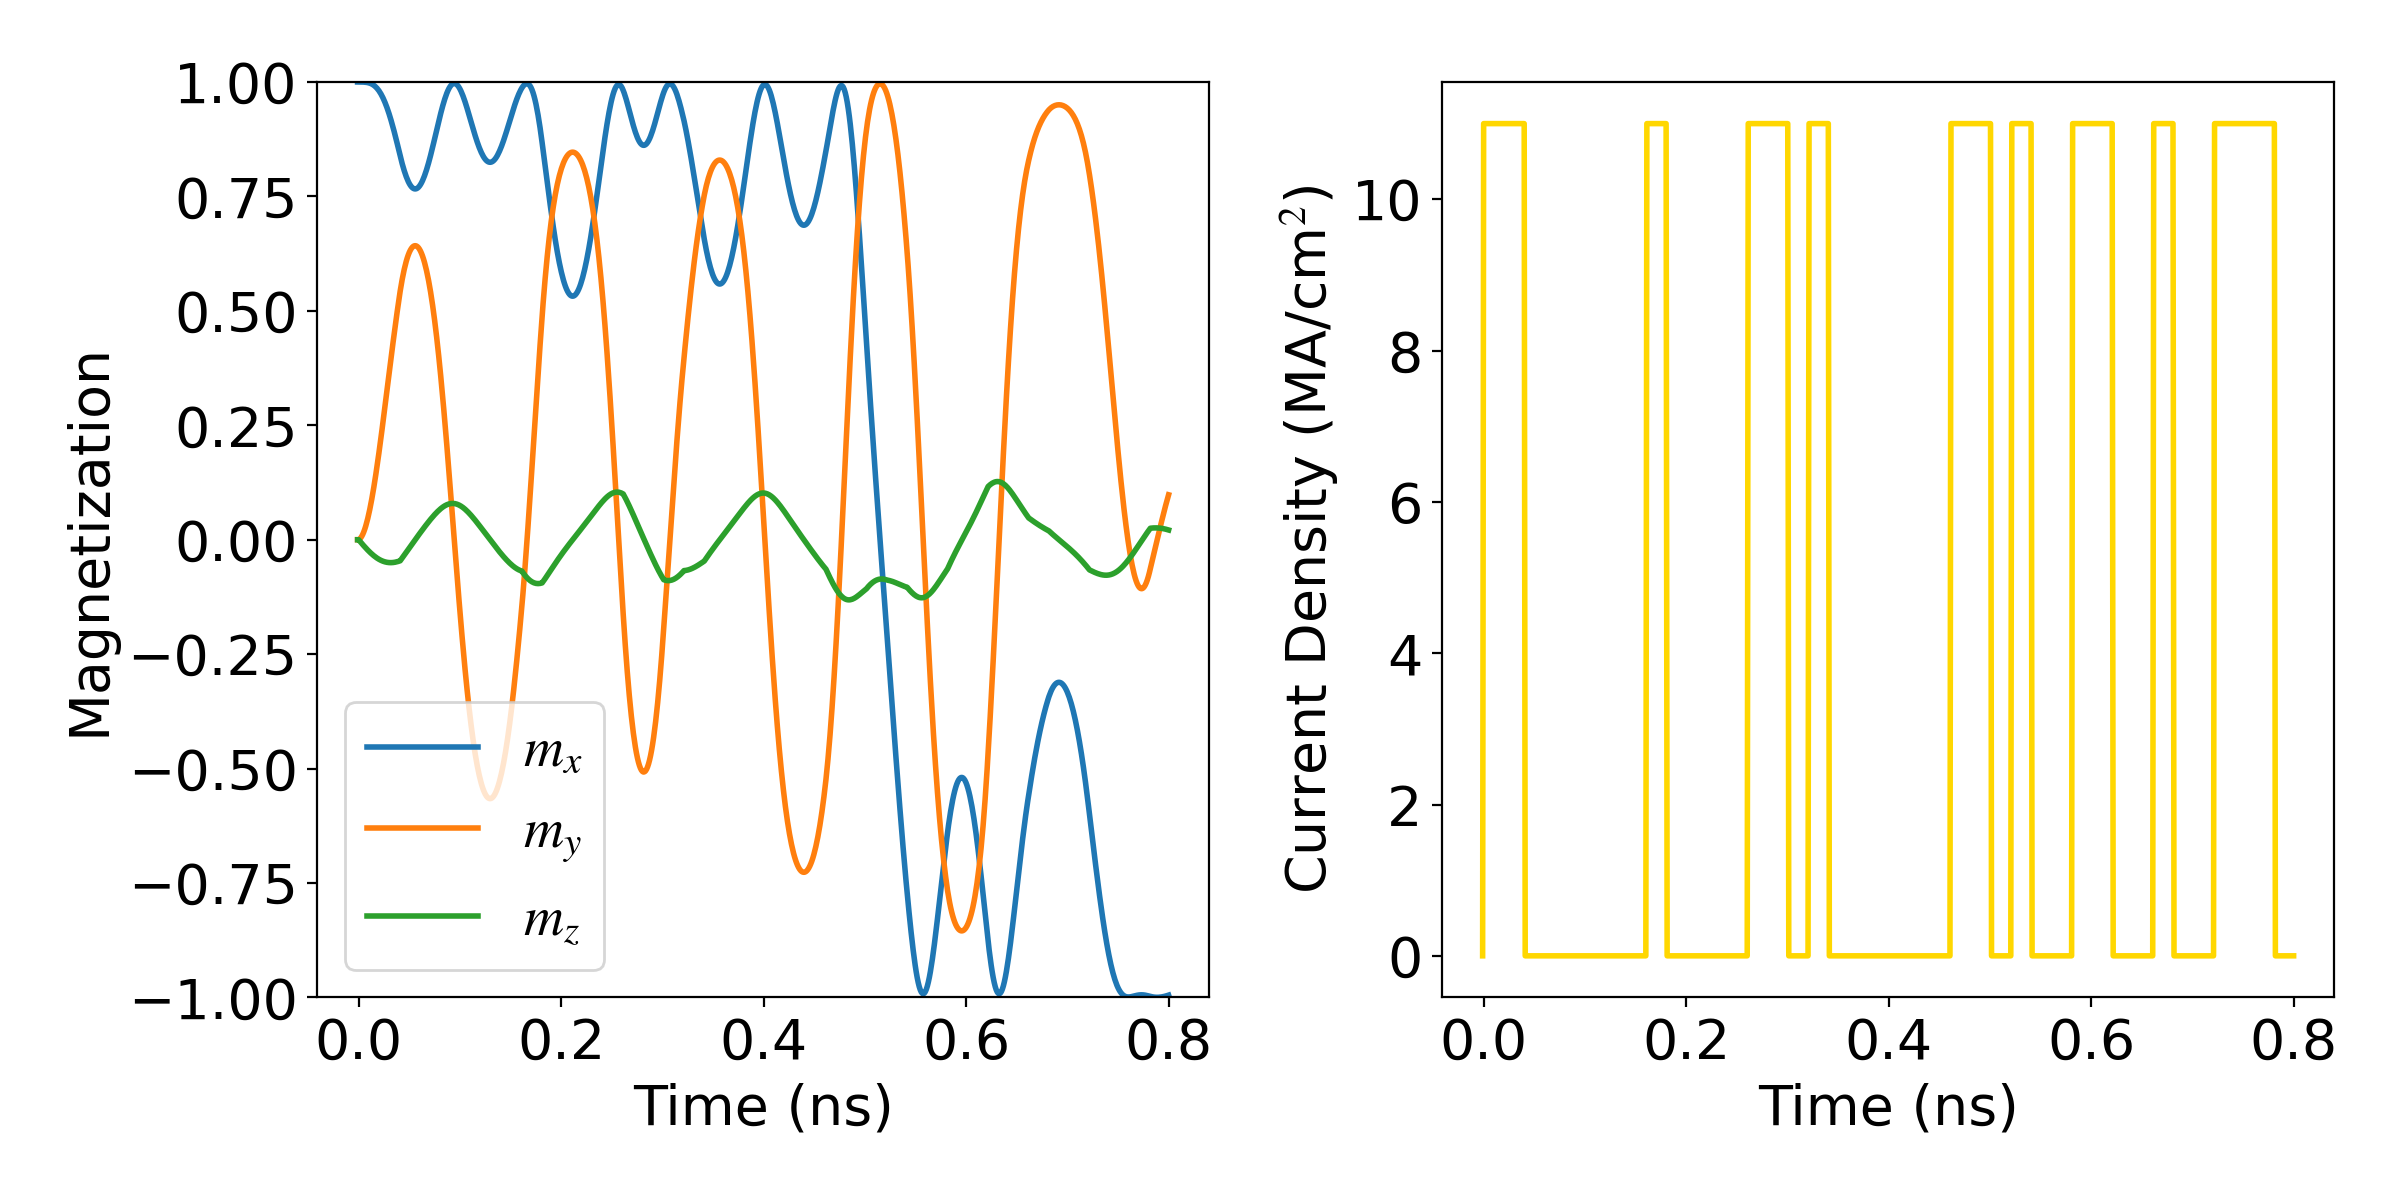 1.00
0.75
0.50
0.25
0.00
−0.25
−0.50
−0.75
−1.00
Magnetization
m_x
m_y
m_z
0.0 0.2 0.4 0.6 0.8
Time (ns)
10
8
6
4
2
0
Current Density (MA/cm²)
0.0 0.2 0.4 0.6 0.8
Time (ns)